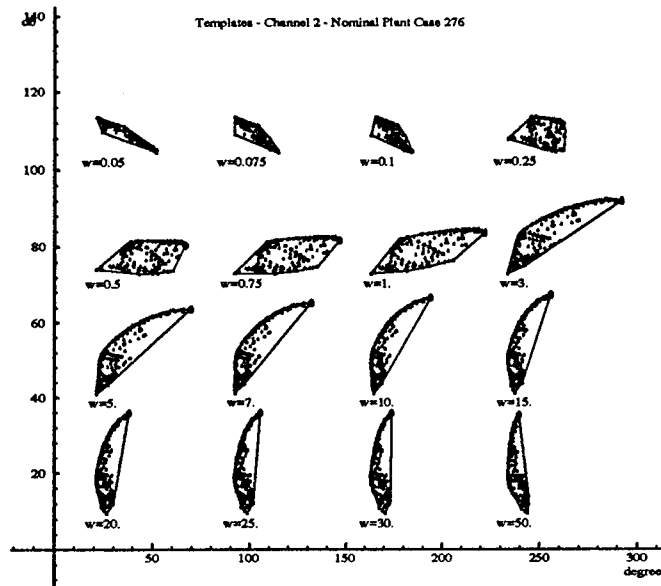 140
dB
Templates - Channel 2 - Nominal Plant Case 276
120
w=0.05 w=0.075 w=0.1 w=0.25
100
80
w=0.5 w=0.75 w=1. w=3.
60
40
w=5. w=7. w=10. w=15.
20
w=20. w=25. w=30. w=50.
50 100 150 200 250 300
degree